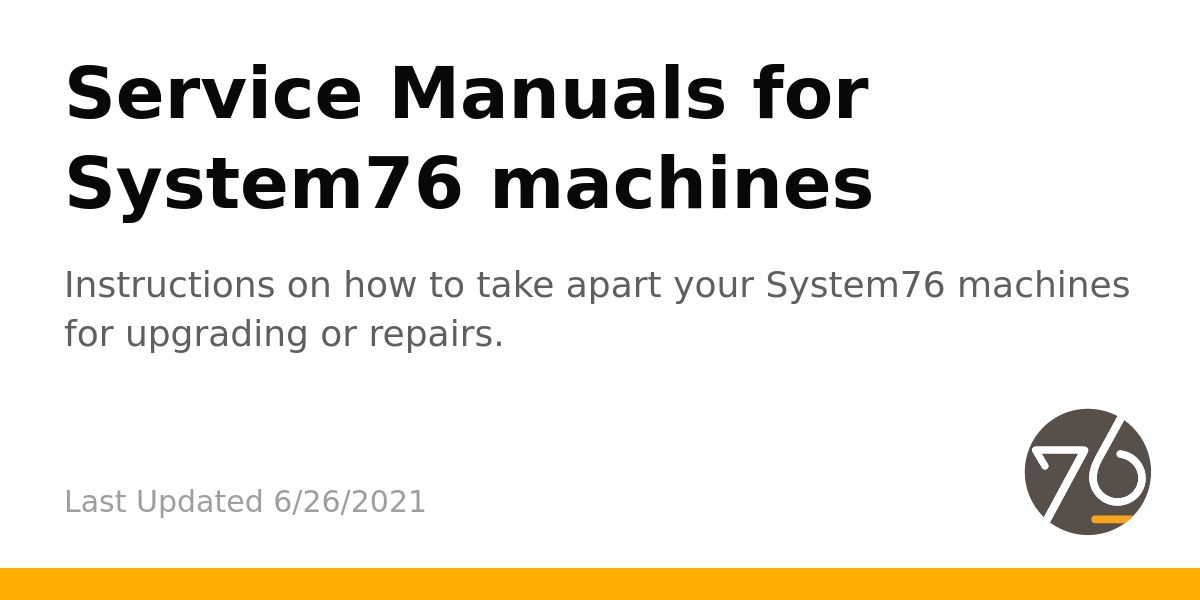 Service Manuals for
System76 machines
Instructions on how to take apart your System76 machines
for upgrading or repairs.
Last Updated 6/26/2021
76